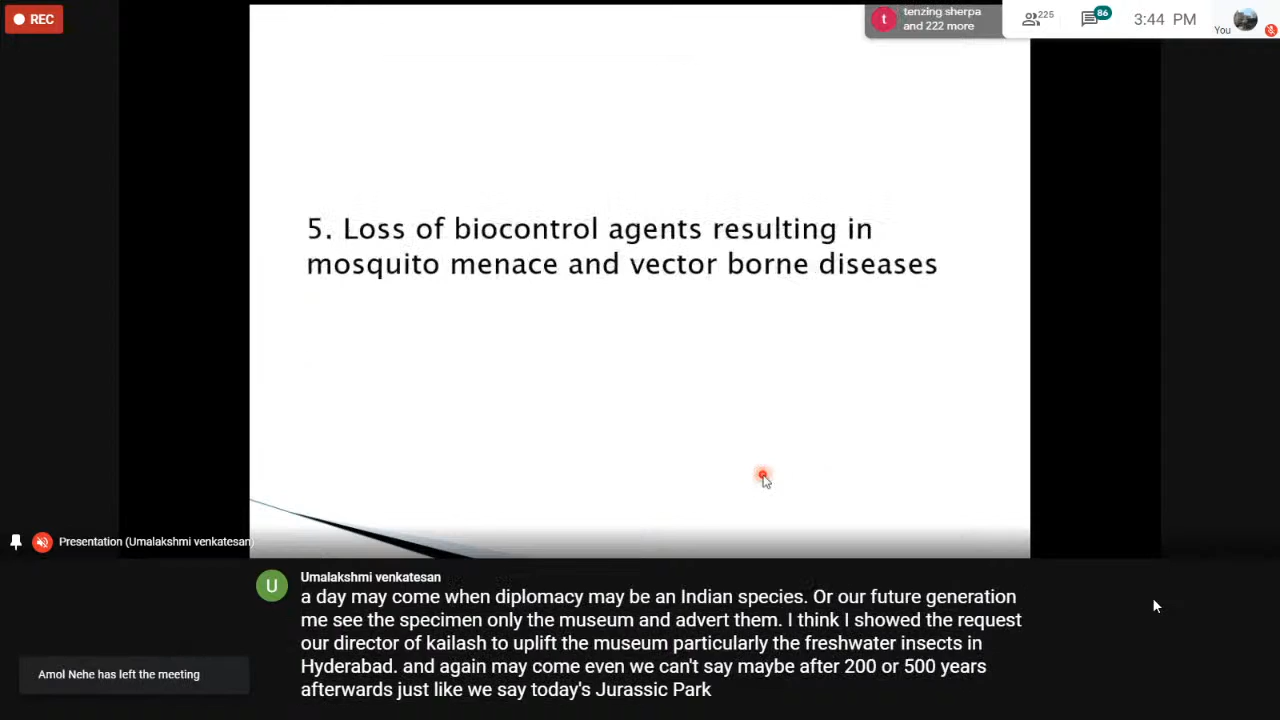 REC
t
tenzing sherpa
and 222 more
225
86
3:44 PM
You
5. Loss of biocontrol agents resulting in
mosquito menace and vector borne diseases
Presentation (Umalakshmi venkatesan)
U
Umalakshmi venkatesan
a day may come when diplomacy may be an Indian species. Or our future generation
me see the specimen only the museum and advert them. I think I showed the request
our director of kailash to uplift the museum particularly the freshwater insects in
Hyderabad. and again may come even we can't say maybe after 200 or 500 years
afterwards just like we say today's Jurassic Park
Amol Nehe has left the meeting